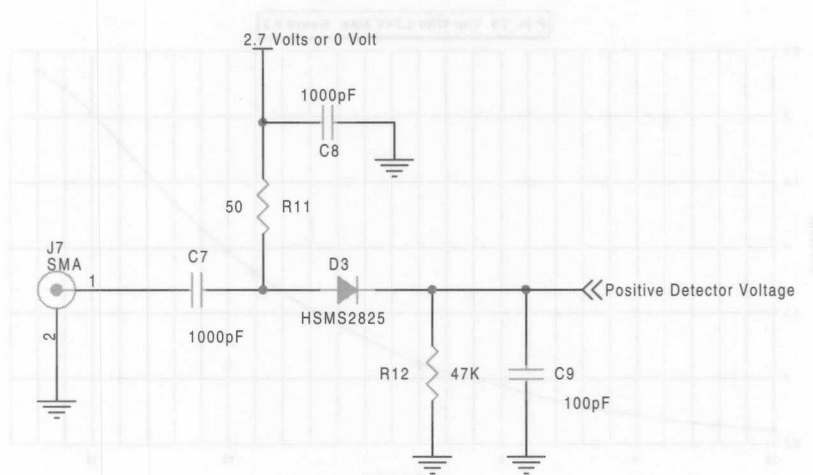 2.7 Volts or 0 Volt
1000pF
C8
50 R11
J7
SMA
1
2
C7
1000pF
D3
HSMS2825
Positive Detector Voltage
R12 47K
C9
100pF